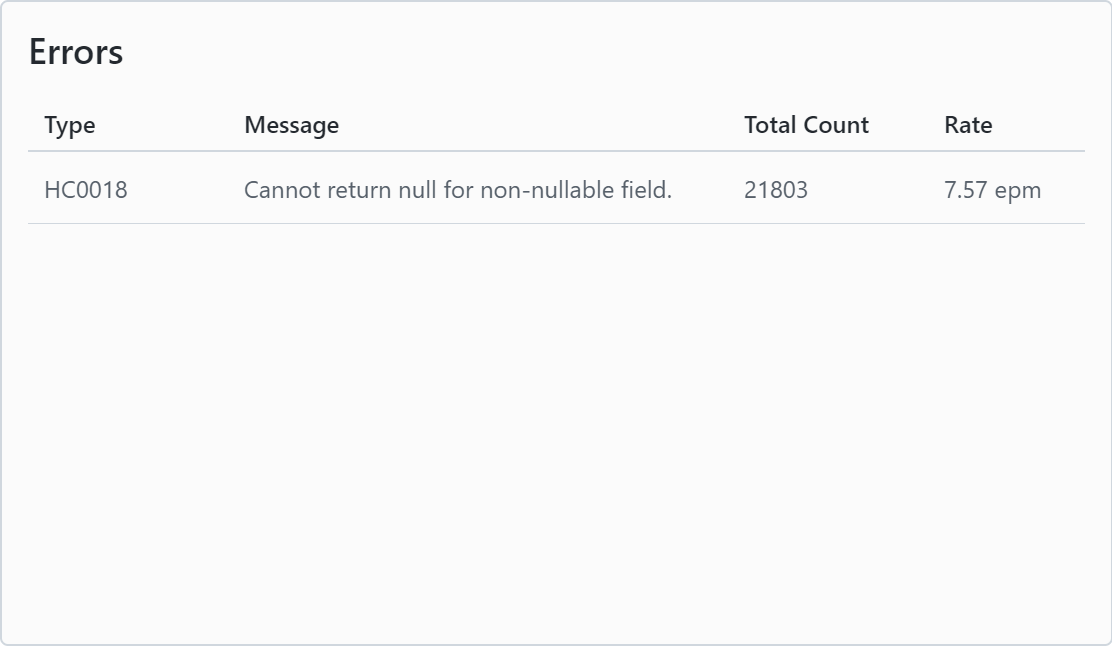 Errors
Type Message Total Count Rate
HC0018 Cannot return null for non-nullable field. 21803 7.57 epm